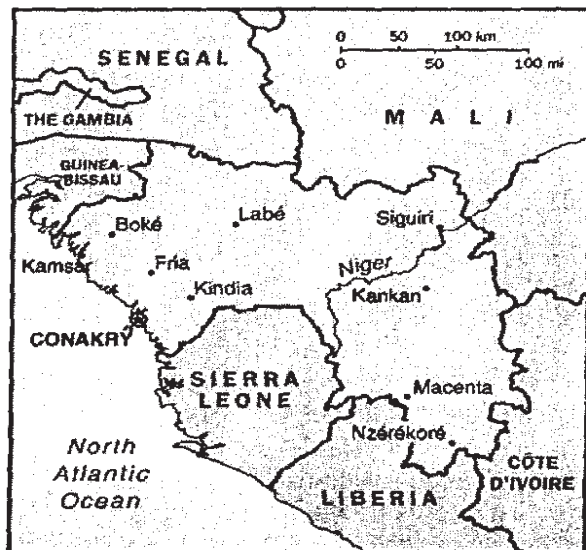 SENEGAL
0 50 100 km
0 50 100 mi
THE GAMBIA
M A L I
GUINEA-
BISSAU
Boké
Labé
Siguiri
Kamsar
Fria
Niger
Kindia
Kankan
CONAKRY
SIERRA
LEONE
Macenta
Nzérékoré
North
Atlantic
Ocean
CÔTE
D'IVOIRE
LIBERIA